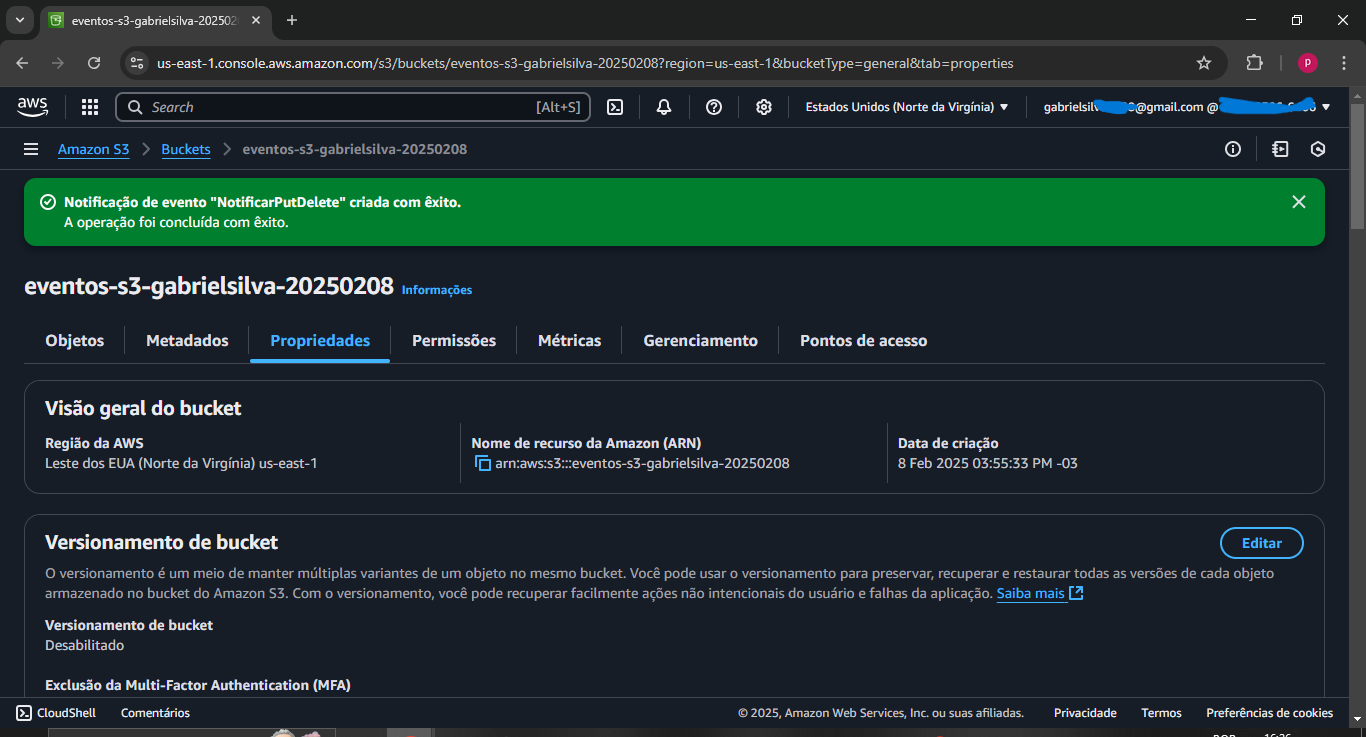 eventos-s3-gabrielsilva-202502
us-east-1.console.aws.amazon.com/s3/buckets/eventos-s3-gabrielsilva-20250208?region=us-east-1&bucketType=general&tab=properties
P
aws
Search [Alt+S]
Estados Unidos (Norte da Virgínia)
@gmail.com @
Amazon S3 Buckets eventos-s3-gabrielsilva-20250208
Notificação de evento "NotificarPutDelete" criada com êxito.
A operação foi concluída com êxito.
eventos-s3-gabrielsilva-20250208 Informações
Objetos Metadados Propriedades Permissões Métricas Gerenciamento Pontos de acesso
Visão geral do bucket
Região da AWS
Leste dos EUA (Norte da Virgínia) us-east-1
Nome de recurso da Amazon (ARN)
arn:aws:s3:::eventos-s3-gabrielsilva-20250208
Data de criação
8 Feb 2025 03:55:33 PM -03
Versionamento de bucket
Editar
O versionamento é um meio de manter múltiplas variantes de um objeto no mesmo bucket. Você pode usar o versionamento para preservar, recuperar e restaurar todas as versões de cada objeto
armazenado no bucket do Amazon S3. Com o versionamento, você pode recuperar facilmente ações não intencionais do usuário e falhas da aplicação. Saiba mais
Versionamento de bucket
Desabilitado
Exclusão da Multi-Factor Authentication (MFA)
CloudShell Comentários © 2025, Amazon Web Services, Inc. ou suas afiliadas. Privacidade Termos Preferências de cookies